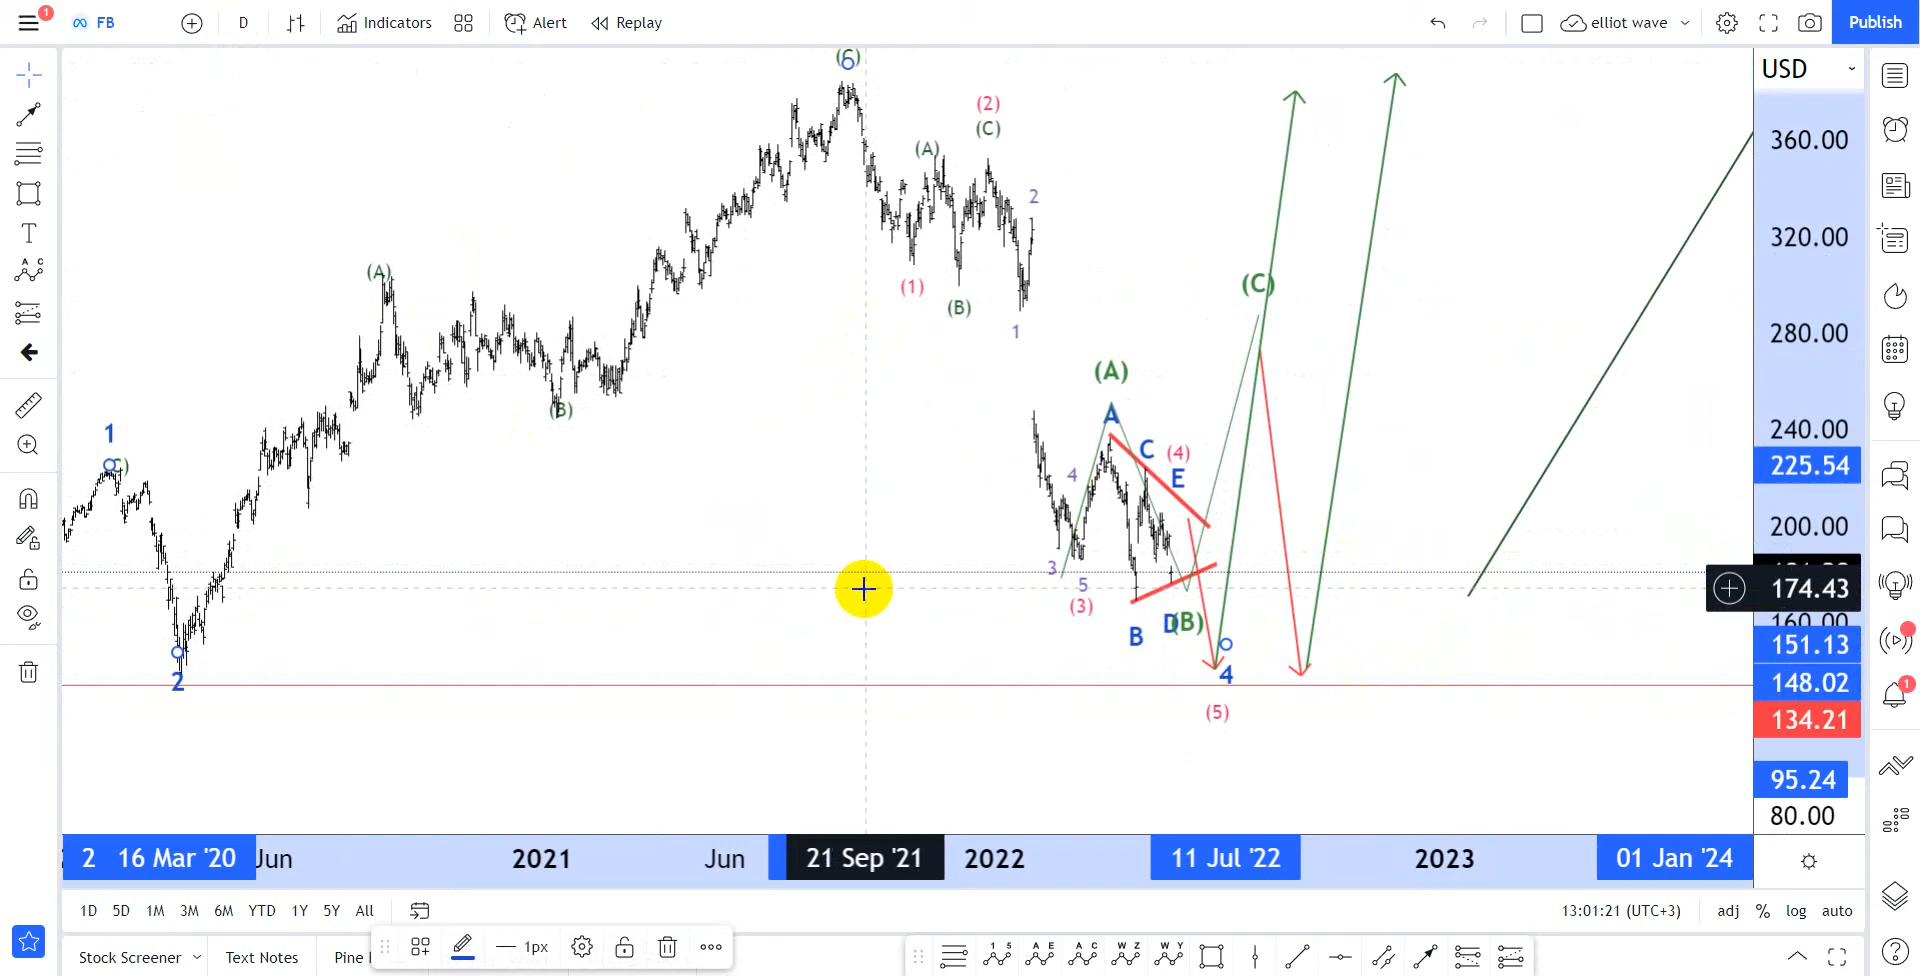 1 FB D Indicators Alert Replay elliot wave Publish
USD
(2)
(C)
360.00
(A)
2
320.00
(A)
(1)
(B)
(C)
1
280.00
(A)
(B)
A
1
240.00
C (4)
225.54
4 E
200.00
3
5
174.43
(3)
B D (B)
160.00
151.13
2
4
148.02
(5)
134.21
1
95.24
80.00
2 16 Mar '20 Jun 2021 Jun 21 Sep '21 2022 11 Jul '22 2023 01 Jan '24
1D 5D 1M 3M 6M YTD 1Y 5Y All 13:01:21 (UTC+3) adj % log auto
Stock Screener Text Notes Pine 1px